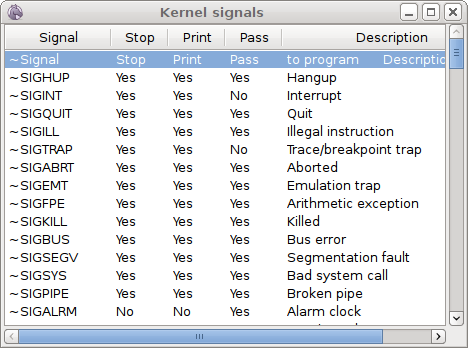 Kernel signals
Signal Stop Print Pass Description
~Signal Stop Print Pass to program Descriptio
~SIGHUP Yes Yes Yes Hangup
~SIGINT Yes Yes No Interrupt
~SIGQUIT Yes Yes Yes Quit
~SIGILL Yes Yes Yes Illegal instruction
~SIGTRAP Yes Yes No Trace/breakpoint trap
~SIGABRT Yes Yes Yes Aborted
~SIGEMT Yes Yes Yes Emulation trap
~SIGFPE Yes Yes Yes Arithmetic exception
~SIGKILL Yes Yes Yes Killed
~SIGBUS Yes Yes Yes Bus error
~SIGSEGV Yes Yes Yes Segmentation fault
~SIGSYS Yes Yes Yes Bad system call
~SIGPIPE Yes Yes Yes Broken pipe
~SIGALRM No No Yes Alarm clock